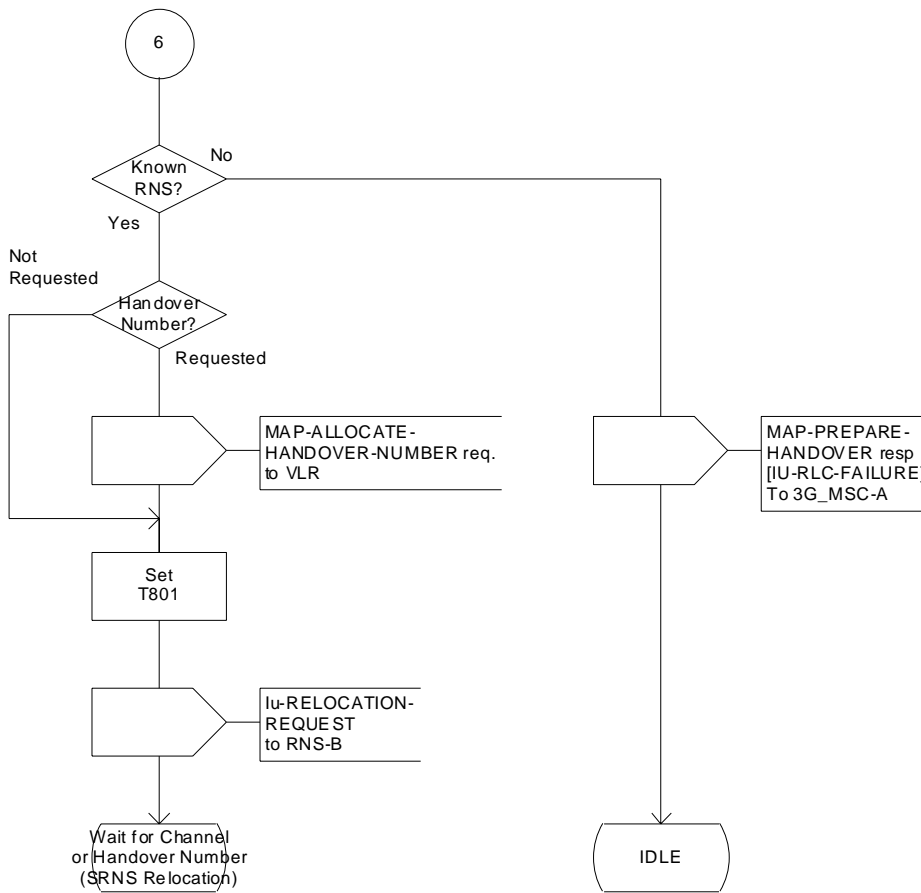 6
Known
RNS?
No
Yes
Not
Requested
Handover
Number?
Requested
MAP-ALLOCATE-
HANDOVER-NUMBER req.
to VLR
MAP-PREPARE-
HANDOVER resp
[IU-RLC-FAILURE]
To 3G_MSC-A
Set
T801
Iu-RELOCATION-
REQUEST
to RNS-B
Wait for Channel
or Handover Number
(SRNS Relocation)
IDLE